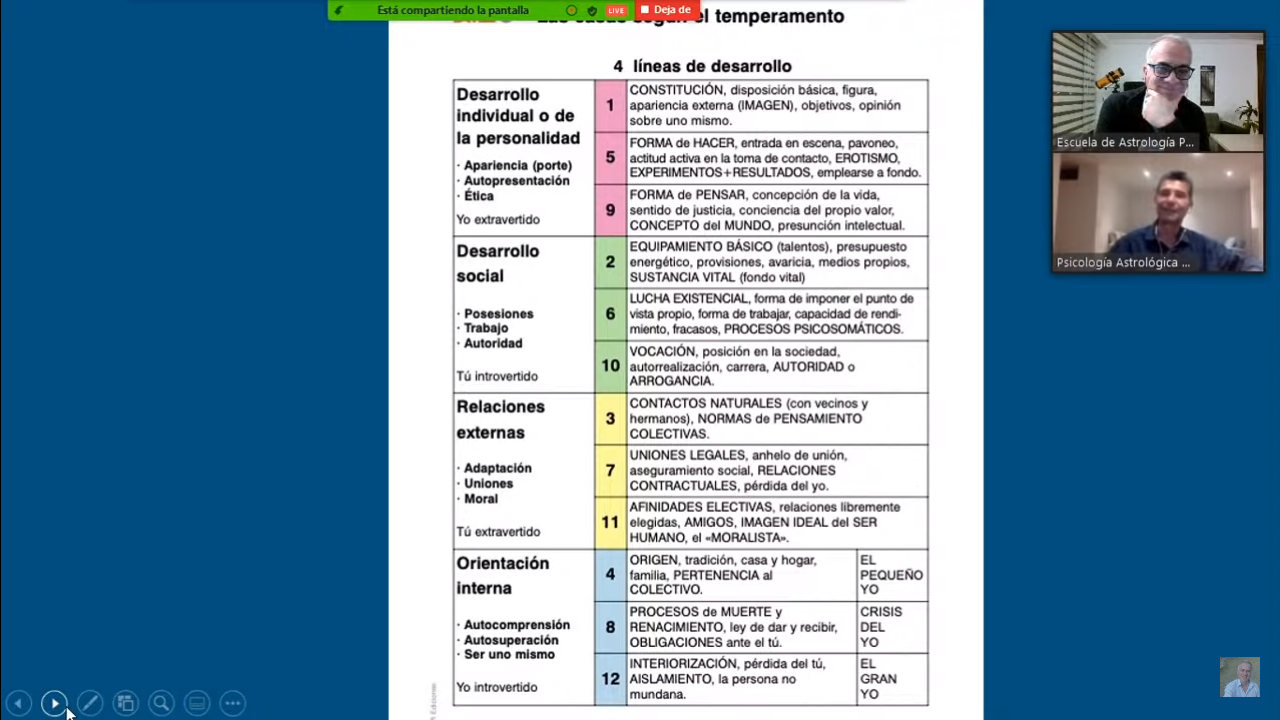 Está compartiendo la pantalla
LIVE
Deja de
según el temperamento
4 líneas de desarrollo
Desarrollo
individual o de
la personalidad
· Apariencia (porte)
· Autopresentación
· Ética
Yo extravertido
1
CONSTITUCIÓN, disposición básica, figura,
apariencia externa (IMAGEN), objetivos, opinión
sobre uno mismo.
5
FORMA de HACER, entrada en escena, pavoneo,
actitud activa en la toma de contacto, EROTISMO,
EXPERIMENTOS+RESULTADOS, emplearse a fondo.
9
FORMA de PENSAR, concepción de la vida,
sentido de justicia, conciencia del propio valor,
CONCEPTO del MUNDO, presunción intelectual.
Desarrollo
social
· Posesiones
· Trabajo
· Autoridad
Tú introvertido
2
EQUIPAMIENTO BÁSICO (talentos), presupuesto
energético, provisiones, avaricia, medios propios,
SUSTANCIA VITAL (fondo vital)
6
LUCHA EXISTENCIAL, forma de imponer el punto de
vista propio, forma de trabajar, capacidad de rendi-
miento, fracasos, PROCESOS PSICOSOMÁTICOS.
10
VOCACIÓN, posición en la sociedad,
autorrealización, carrera, AUTORIDAD o
ARROGANCIA.
Relaciones
externas
· Adaptación
· Uniones
· Moral
Tú extravertido
3
CONTACTOS NATURALES (con vecinos y
hermanos), NORMAS de PENSAMIENTO
COLECTIVAS.
7
UNIONES LEGALES, anhelo de unión,
aseguramiento social, RELACIONES
CONTRACTUALES, pérdida del yo.
11
AFINIDADES ELECTIVAS, relaciones libremente
elegidas, AMIGOS, IMAGEN IDEAL del SER
HUMANO, el «MORALISTA».
Orientación
interna
· Autocomprensión
· Autosuperación
· Ser uno mismo
Yo introvertido
4
ORIGEN, tradición, casa y hogar,
familia, PERTENENCIA al
COLECTIVO.
EL
PEQUEÑO
YO
8
PROCESOS de MUERTE y
RENACIMIENTO, ley de dar y recibir,
OBLIGACIONES ante el tú.
CRISIS
DEL
YO
12
INTERIORIZACIÓN, pérdida del tú,
AISLAMIENTO, la persona no
mundana.
EL
GRAN
YO
Ediciones
Escuela de Astrología P...
Psicología Astrológica ...